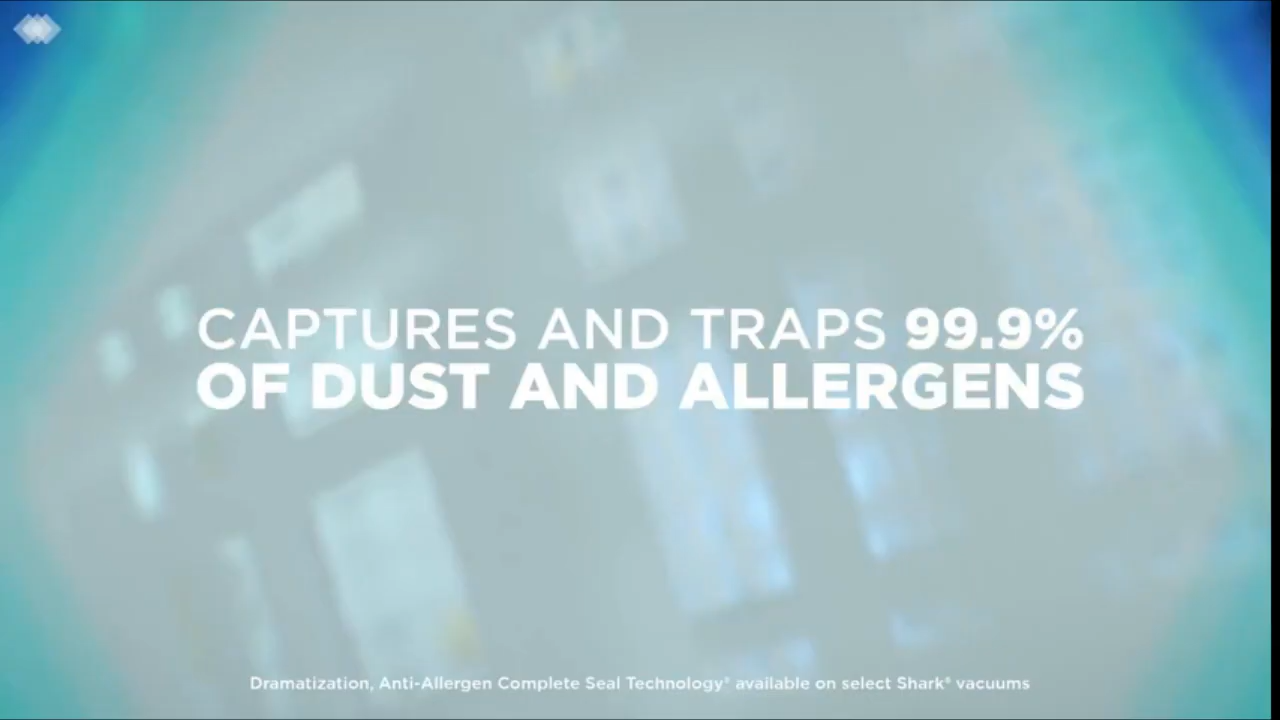 CAPTURES AND TRAPS 99.9%
OF DUST AND ALLERGENS
Dramatization, Anti-Allergen Complete Seal Technology® available on select Shark® vacuums